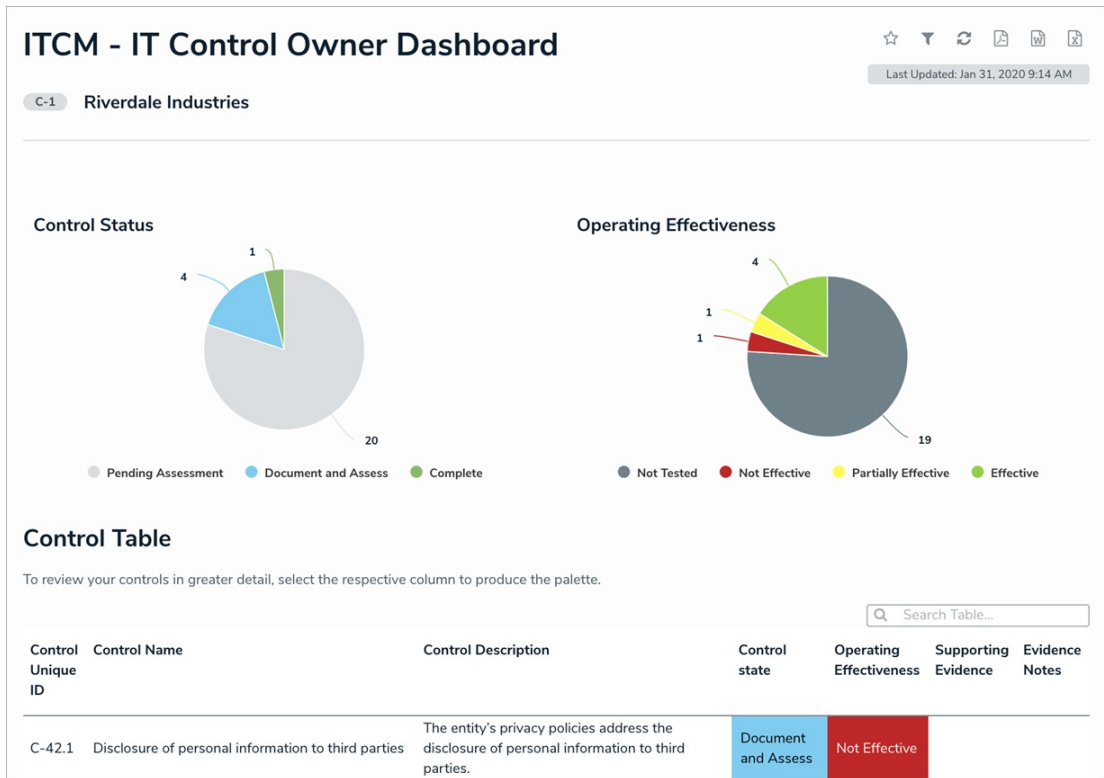 ITCM - IT Control Owner Dashboard
Last Updated: Jan 31, 2020 9:14 AM
C-1 Riverdale Industries
Control Status
1
4
20
Pending Assessment Document and Assess Complete
Operating Effectiveness
4
1
1
19
Not Tested Not Effective Partially Effective Effective
Control Table
To review your controls in greater detail, select the respective column to produce the palette.
Search Table...
Control Unique ID
Control Name
Control Description
Control state
Operating Effectiveness
Supporting Evidence
Evidence Notes
C-42.1
Disclosure of personal information to third parties
The entity’s privacy policies address the
disclosure of personal information to third
parties.
Document
and Assess
Not Effective